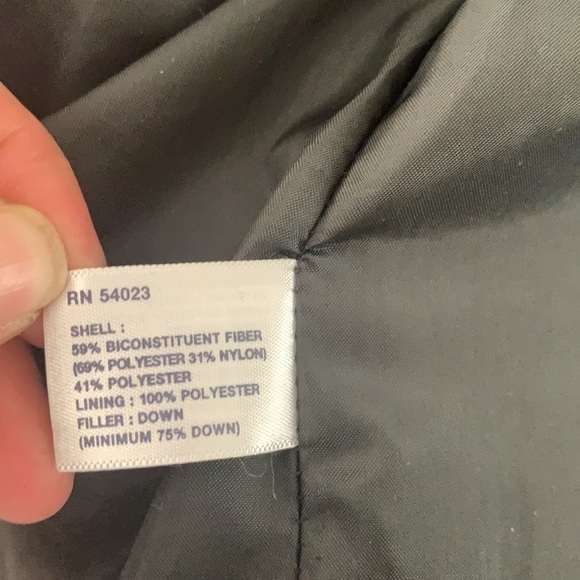 RN 54023
SHELL :
59% BICONSTITUENT FIBER
(69% POLYESTER 31% NYLON)
41% POLYESTER
LINING : 100% POLYESTER
FILLER : DOWN
(MINIMUM 75% DOWN)